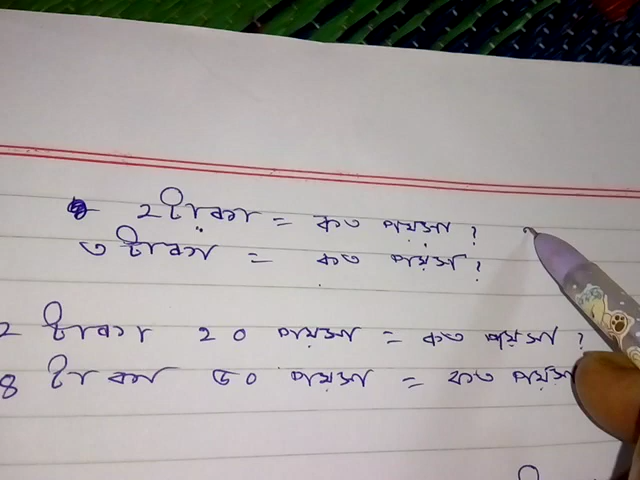 ২ টাকা = কত পয়সা ?
৩ টাকা = কত পয়সা ?
২ টাকা ২০ পয়সা = কত পয়সা ?
৪ টাকা ৫০ পয়সা = কত পয়সা